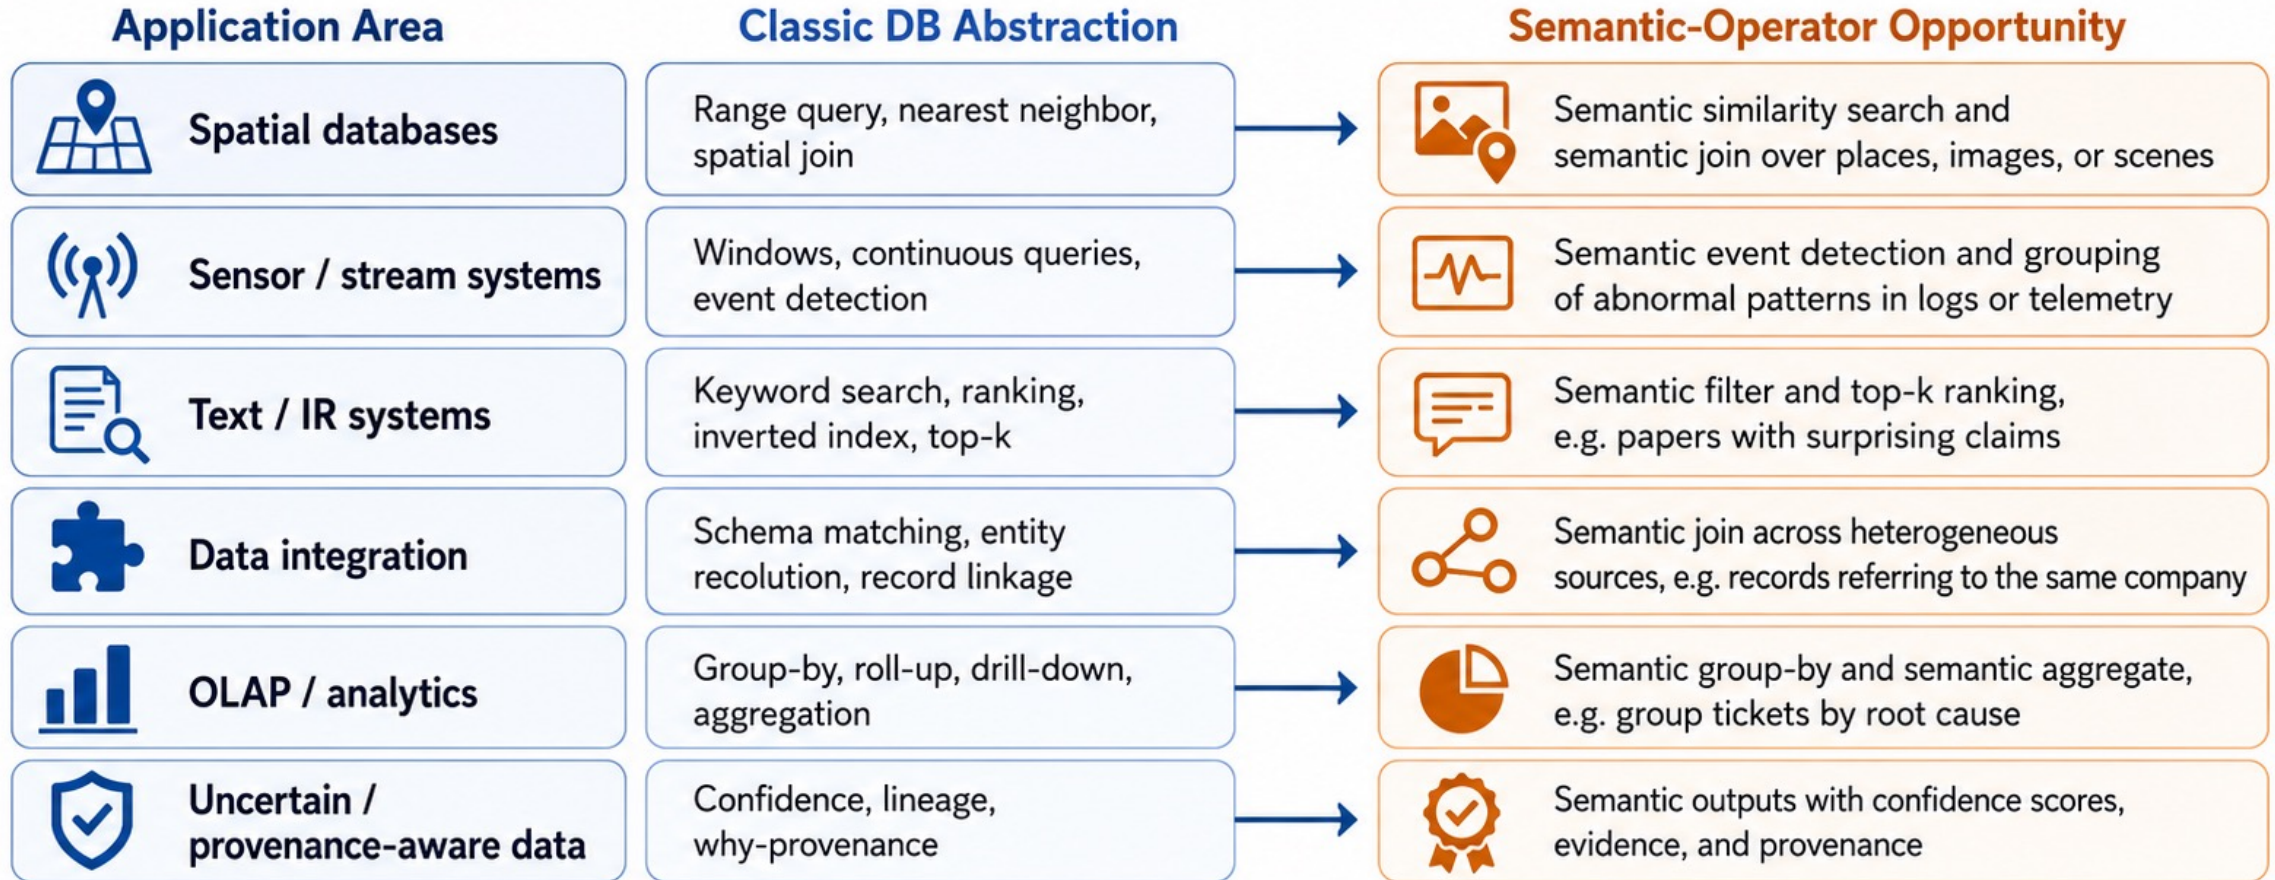 Application Area
Classic DB Abstraction
Semantic-Operator Opportunity
Spatial databases
Range query, nearest neighbor,
spatial join
Semantic similarity search and
semantic join over places, images, or scenes
Sensor / stream systems
Windows, continuous queries,
event detection
Semantic event detection and grouping
of abnormal patterns in logs or telemetry
Text / IR systems
Keyword search, ranking,
inverted index, top-k
Semantic filter and top-k ranking,
e.g. papers with surprising claims
Data integration
Schema matching, entity
recolution, record linkage
Semantic join across heterogeneous
sources, e.g. records referring to the same company
OLAP / analytics
Group-by, roll-up, drill-down,
aggregation
Semantic group-by and semantic aggregate,
e.g. group tickets by root cause
Uncertain /
provenance-aware data
Confidence, lineage,
why-provenance
Semantic outputs with confidence scores,
evidence, and provenance